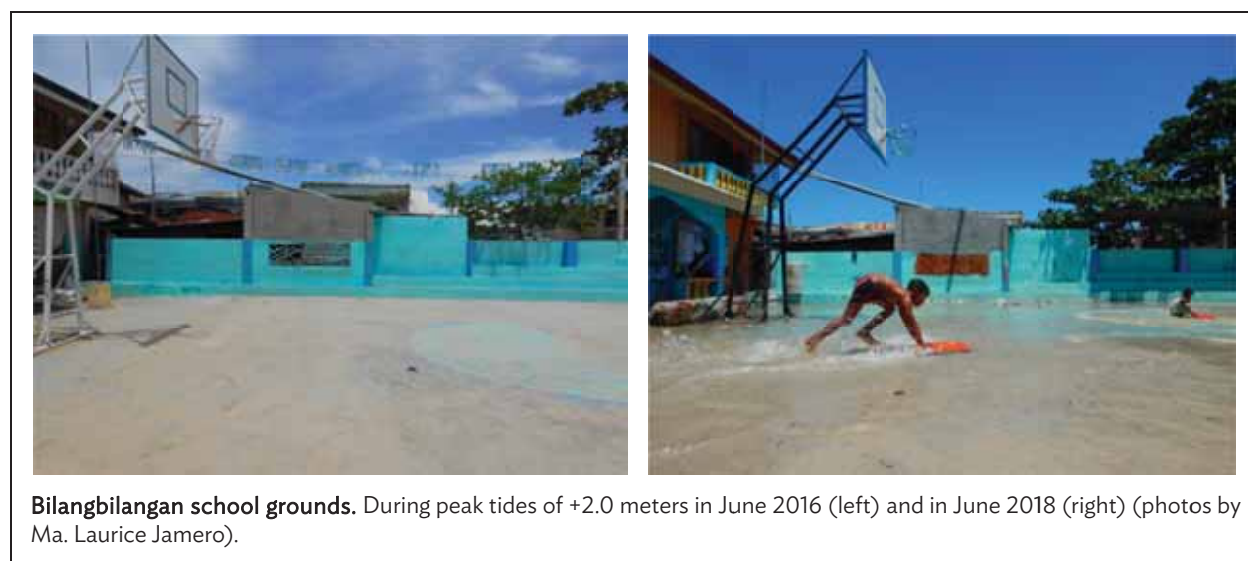 Bilangbilangan school grounds. During peak tides of +2.0 meters in June 2016 (left) and in June 2018 (right) (photos by
Ma. Laurice Jamero).